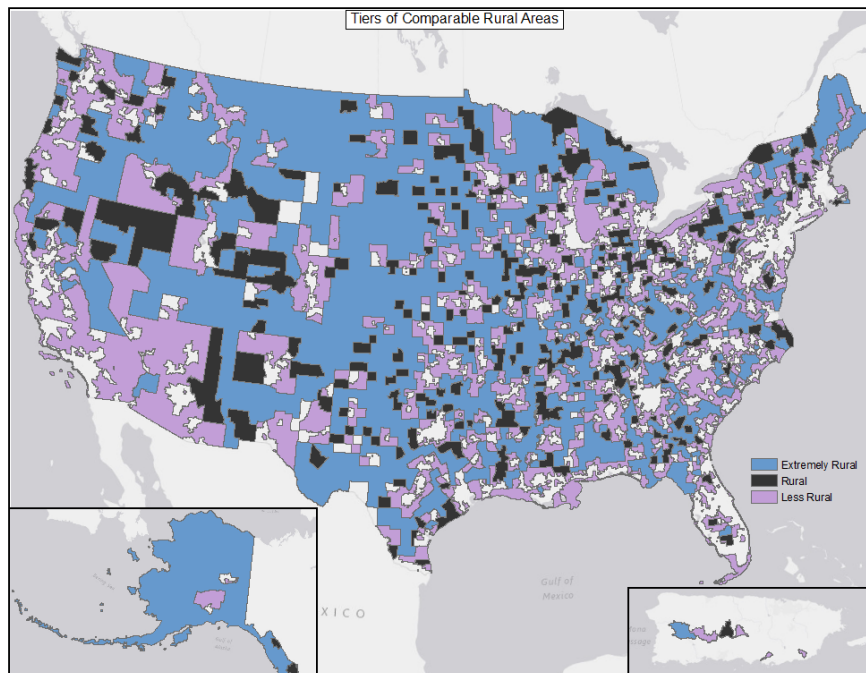 Tiers of Comparable Rural Areas
Extremely Rural
Rural
Less Rural
Gulf of
Mexico
XICO